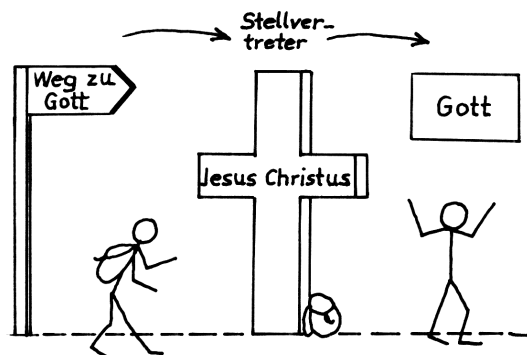 Stellver-
treter
Weg zu
Gott
Jesus Christus
Gott